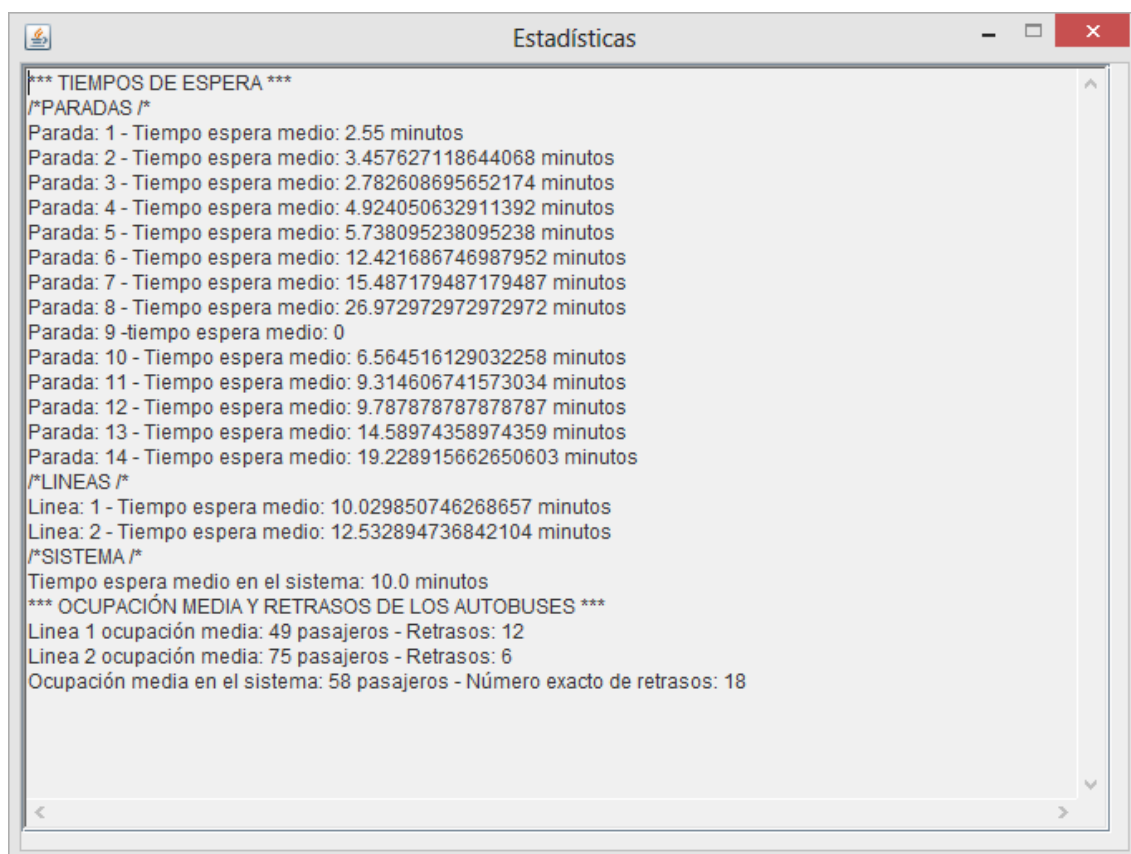 Estadísticas
*** TIEMPOS DE ESPERA ***
/*PARADAS /*
Parada: 1 - Tiempo espera medio: 2.55 minutos
Parada: 2 - Tiempo espera medio: 3.457627118644068 minutos
Parada: 3 - Tiempo espera medio: 2.782608695652174 minutos
Parada: 4 - Tiempo espera medio: 4.924050632911392 minutos
Parada: 5 - Tiempo espera medio: 5.738095238095238 minutos
Parada: 6 - Tiempo espera medio: 12.421686746987952 minutos
Parada: 7 - Tiempo espera medio: 15.487179487179487 minutos
Parada: 8 - Tiempo espera medio: 26.972972972972972 minutos
Parada: 9 -tiempo espera medio: 0
Parada: 10 - Tiempo espera medio: 6.564516129032258 minutos
Parada: 11 - Tiempo espera medio: 9.314606741573034 minutos
Parada: 12 - Tiempo espera medio: 9.787878787878787 minutos
Parada: 13 - Tiempo espera medio: 14.58974358974359 minutos
Parada: 14 - Tiempo espera medio: 19.228915662650603 minutos
/*LINEAS /*
Linea: 1 - Tiempo espera medio: 10.029850746268657 minutos
Linea: 2 - Tiempo espera medio: 12.532894736842104 minutos
/*SISTEMA /*
Tiempo espera medio en el sistema: 10.0 minutos
*** OCUPACIÓN MEDIA Y RETRASOS DE LOS AUTOBUSES ***
Linea 1 ocupación media: 49 pasajeros - Retrasos: 12
Linea 2 ocupación media: 75 pasajeros - Retrasos: 6
Ocupación media en el sistema: 58 pasajeros - Número exacto de retrasos: 18